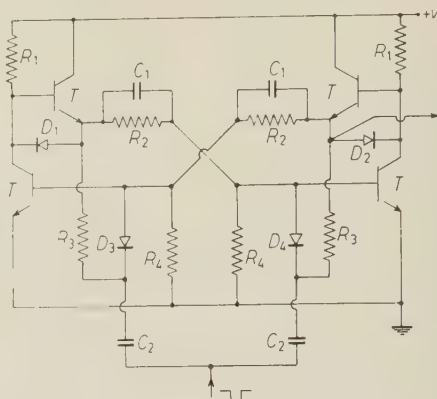 +V
R1 R1
C1 C1
T T
R2 R2
D1 D2
T T
R3 D3 R4 R4 D4 R3
C2 C2